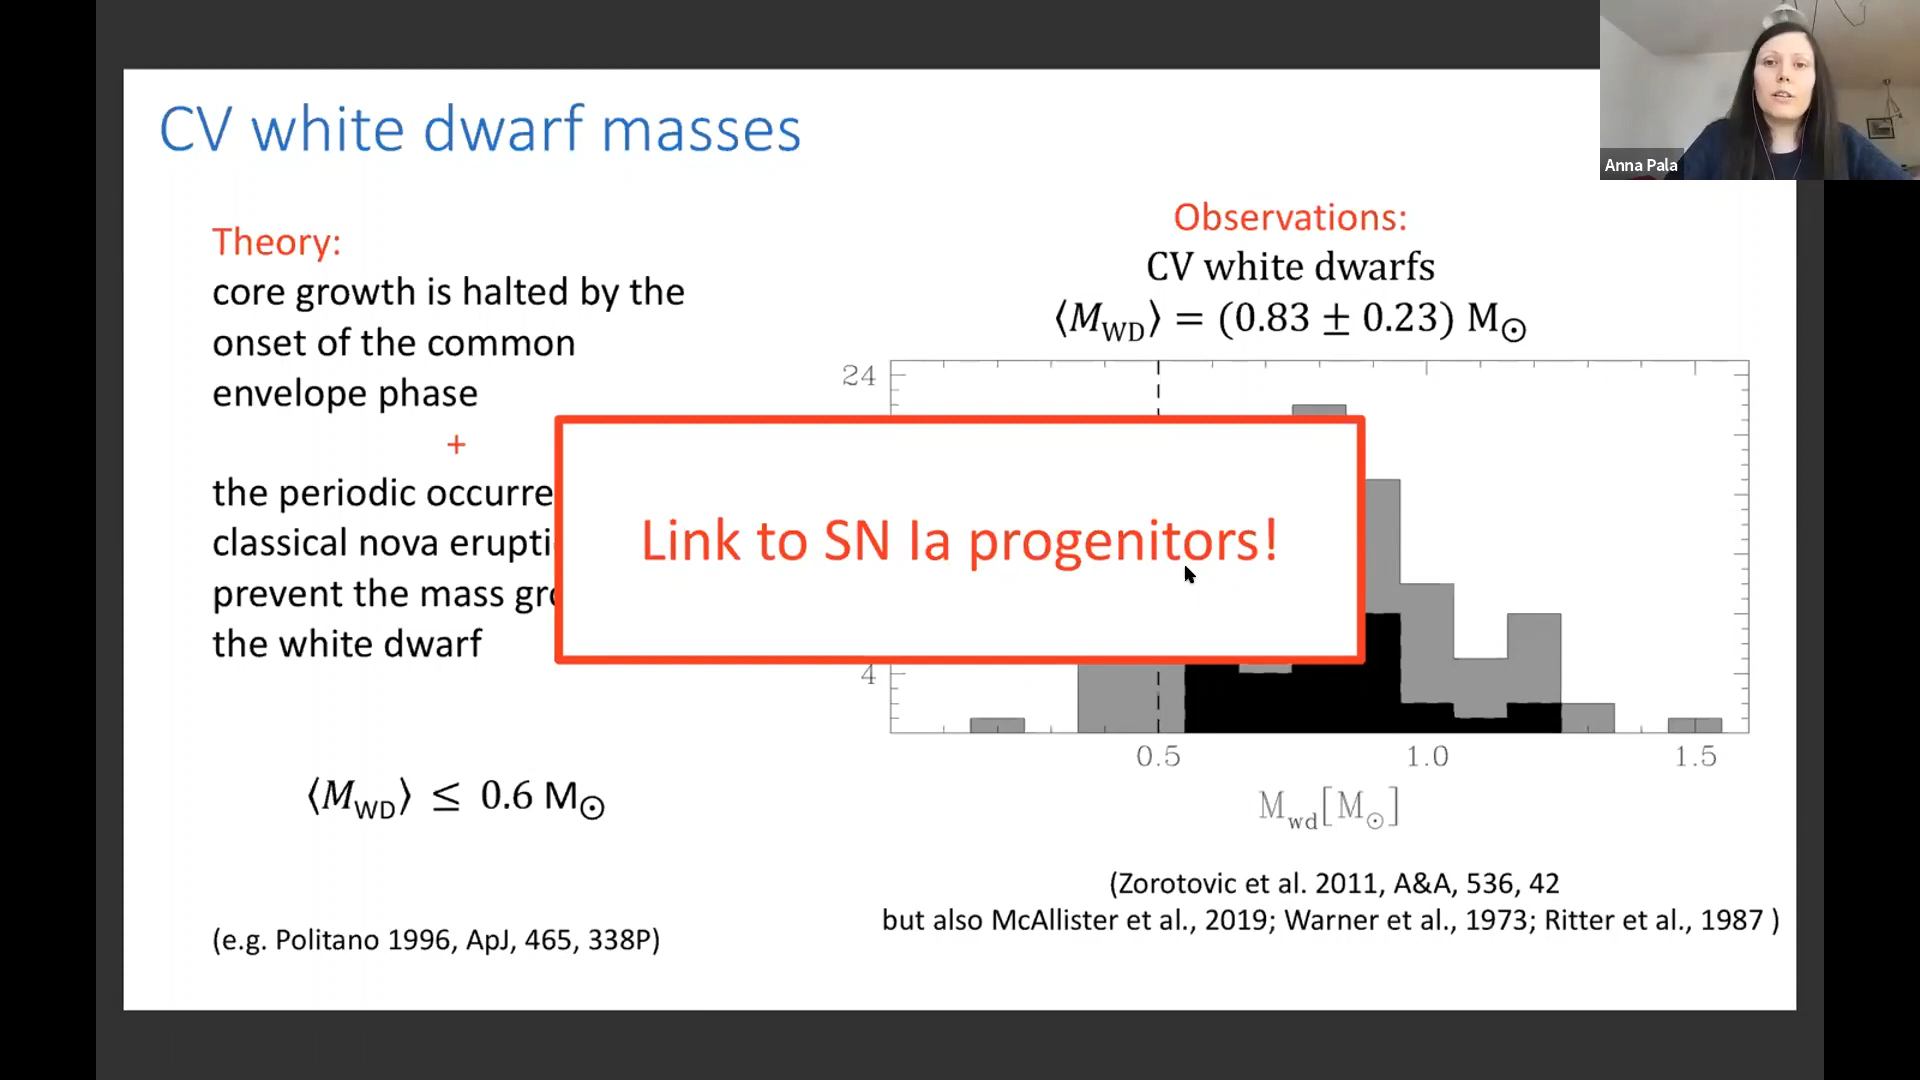 CV white dwarf masses
Anna Pala
Theory:
core growth is halted by the
onset of the common
envelope phase
+
the periodic
classical nova
prevent the mass
the white dwarf
⟨M_WD⟩ ≤ 0.6 M⊙
(e.g. Politano 1996, ApJ, 465, 338P)
Observations:
CV white dwarfs
⟨M_WD⟩ = (0.83 ± 0.23) M⊙
24
Link to SN Ia progenitors!
4
0.5 1.0 1.5
M_wd[M⊙]
(Zorotovic et al. 2011, A&A, 536, 42
but also McAllister et al., 2019; Warner et al., 1973; Ritter et al., 1987 )